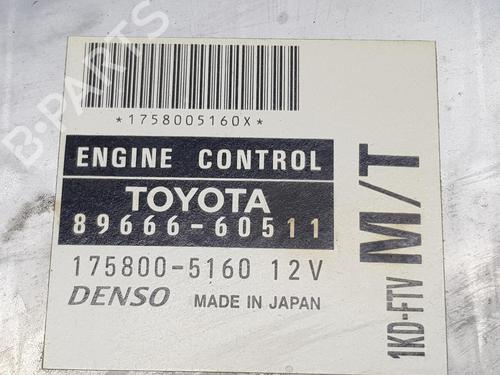 *1758005160X*
ENGINE CONTROL
TOYOTA
89666-60511
175800-5160 12V
DENSO MADE IN JAPAN
1KD-FTV M/T
B-PARTS